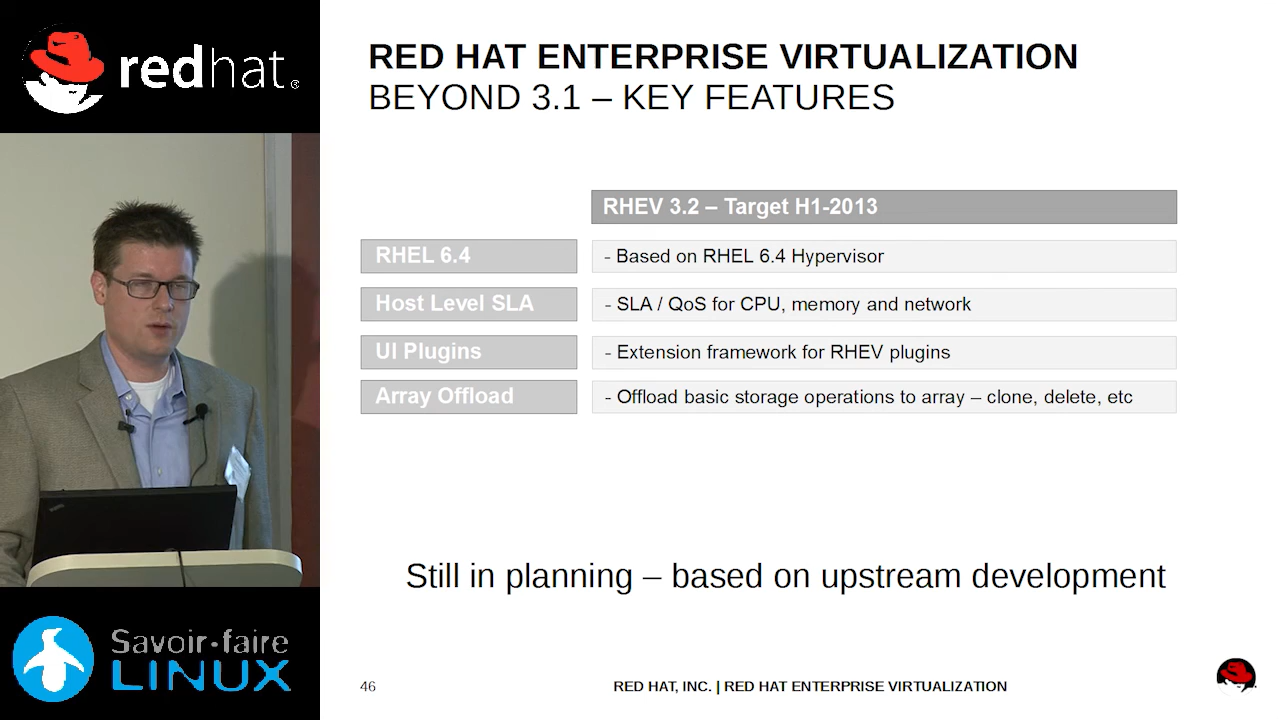 redhat®
RED HAT ENTERPRISE VIRTUALIZATION
BEYOND 3.1 – KEY FEATURES
RHEV 3.2 – Target H1-2013
RHEL 6.4
- Based on RHEL 6.4 Hypervisor
Host Level SLA
- SLA / QoS for CPU, memory and network
UI Plugins
- Extension framework for RHEV plugins
Array Offload
- Offload basic storage operations to array – clone, delete, etc
Still in planning – based on upstream development
Savoir-faire
LINUX
46
RED HAT, INC. | RED HAT ENTERPRISE VIRTUALIZATION